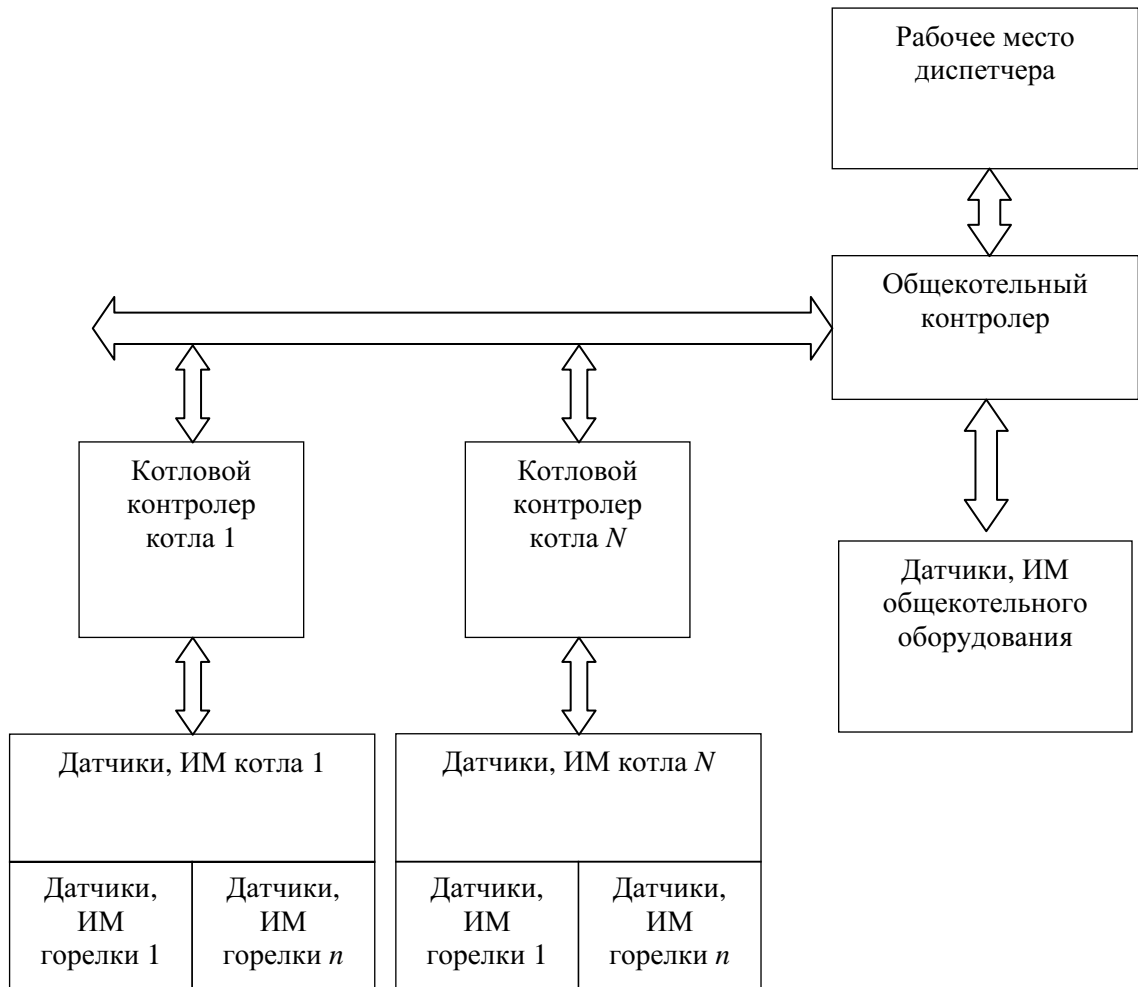 Рабочее место
диспетчера
Общекотельный
контролер
Котловой
контролер
котла 1
Котловой
контролер
котла N
Датчики, ИМ
общекотельного
оборудования
Датчики, ИМ котла 1
Датчики, ИМ котла N
Датчики,
ИМ
горелки 1
Датчики,
ИМ
горелки n
Датчики,
ИМ
горелки 1
Датчики,
ИМ
горелки n